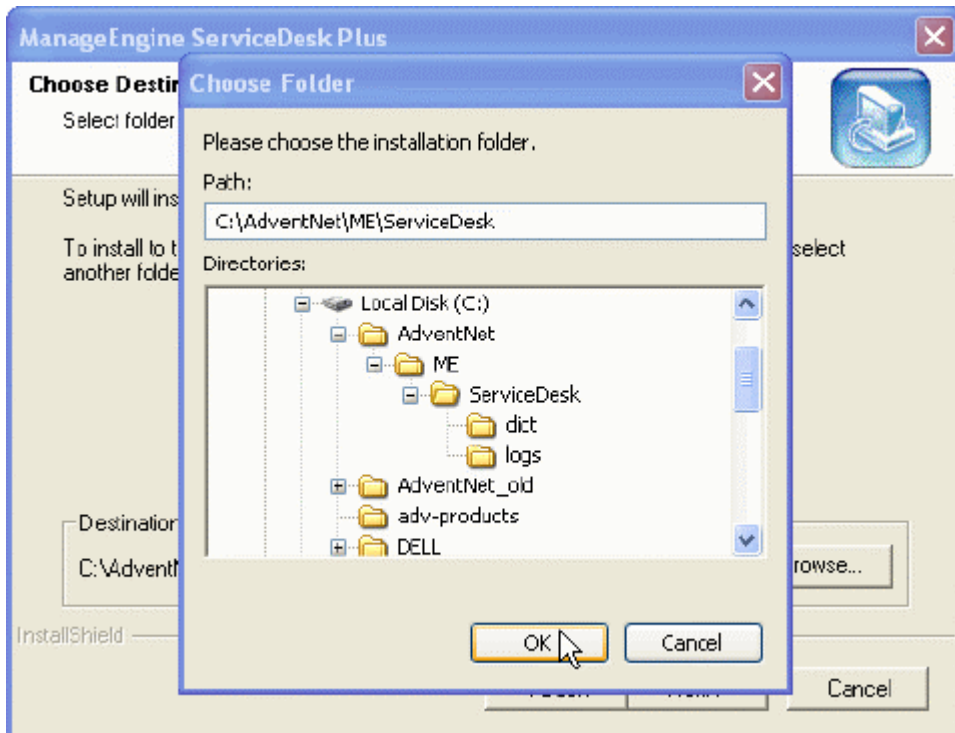 ManageEngine ServiceDesk Plus
Choose Destin
Select folder
Choose Folder
Please choose the installation folder.
Path:
C:\AdventNet\ME\ServiceDesk
Directories:
Local Disk (C:)
AdventNet
ME
ServiceDesk
dict
logs
AdventNet_old
adv-products
DELL
Setup will ins
To install to t
select
another folde
Destination
C:\Advent
rowse...
InstallShield
OK
Cancel
Cancel